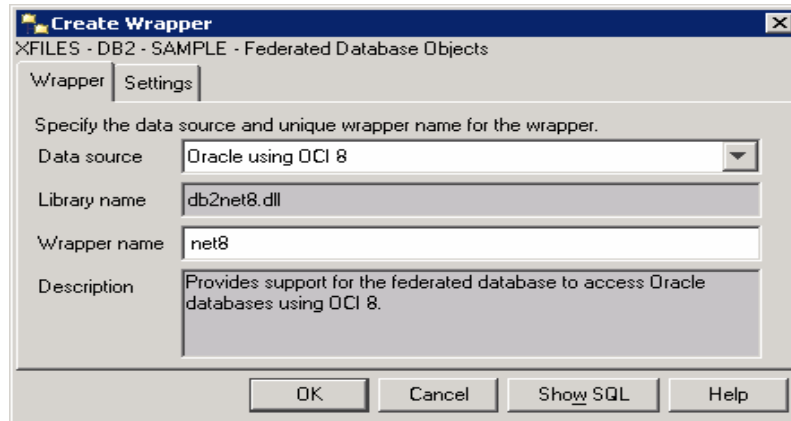 Create Wrapper
XFILES - DB2 - SAMPLE - Federated Database Objects
Wrapper Settings
Specify the data source and unique wrapper name for the wrapper.
Data source Oracle using OCI 8
Library name db2net8.dll
Wrapper name net8
Description Provides support for the federated database to access Oracle
databases using OCI 8.
OK Cancel Show SQL Help